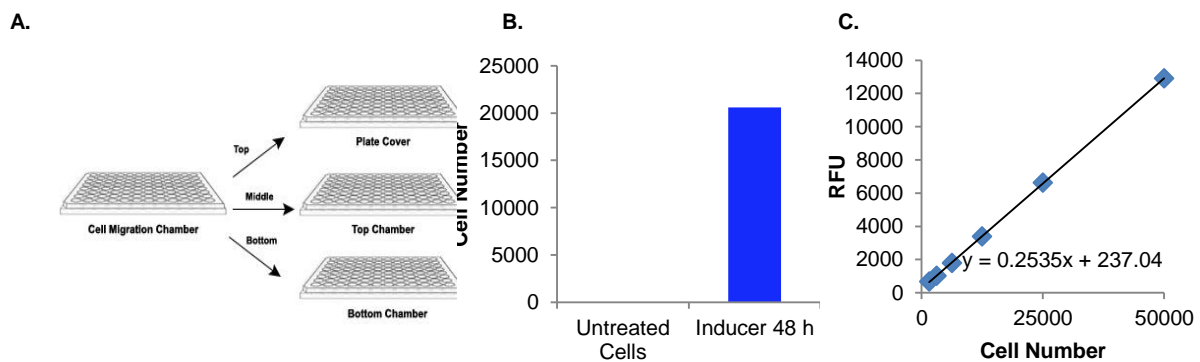 A.
Top
Plate Cover
Middle
Cell Migration Chamber
Top Chamber
Bottom
Bottom Chamber
B.
Cell Number
25000
20000
15000
10000
5000
0
Untreated
Cells
Inducer 48 h
C.
RFU
14000
12000
10000
8000
6000
4000
2000
0
y = 0.2535x + 237.04
0
25000
50000
Cell Number